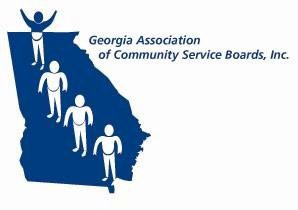 Georgia Association
of Community Service Boards, Inc.